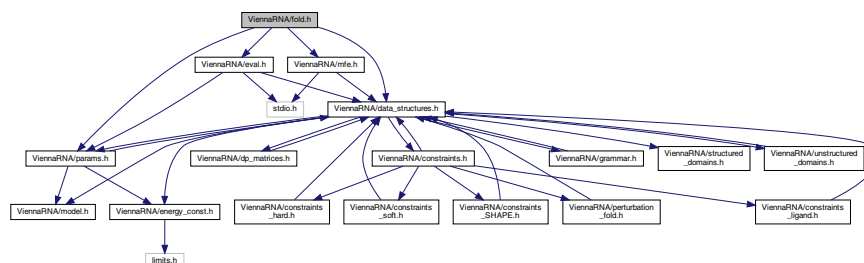 ViennaRNA/fold.h
ViennaRNA/eval.h
ViennaRNA/mfe.h
stdio.h
ViennaRNA/data_structures.h
ViennaRNA/params.h
ViennaRNA/dp_matrices.h
ViennaRNA/constraints.h
ViennaRNA/grammar.h
ViennaRNA/structured
_domains.h
ViennaRNA/unstructured
_domains.h
ViennaRNA/model.h
ViennaRNA/energy_const.h
ViennaRNA/constraints
_hard.h
ViennaRNA/constraints
_soft.h
ViennaRNA/constraints
_SHAPE.h
ViennaRNA/perturbation
_fold.h
ViennaRNA/constraints
_ligand.h
limits.h